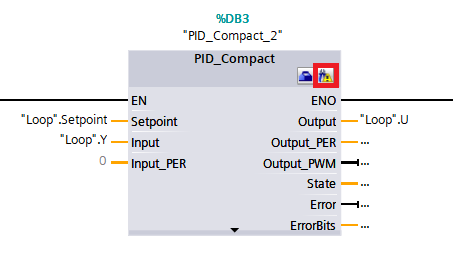 %DB3
"PID_Compact_2"
PID_Compact
EN ENO
"Loop".Setpoint Setpoint Output "Loop".U
"Loop".Y Input Output_PER ...
0 Input_PER Output_PWM ...
State ...
Error ...
ErrorBits ...